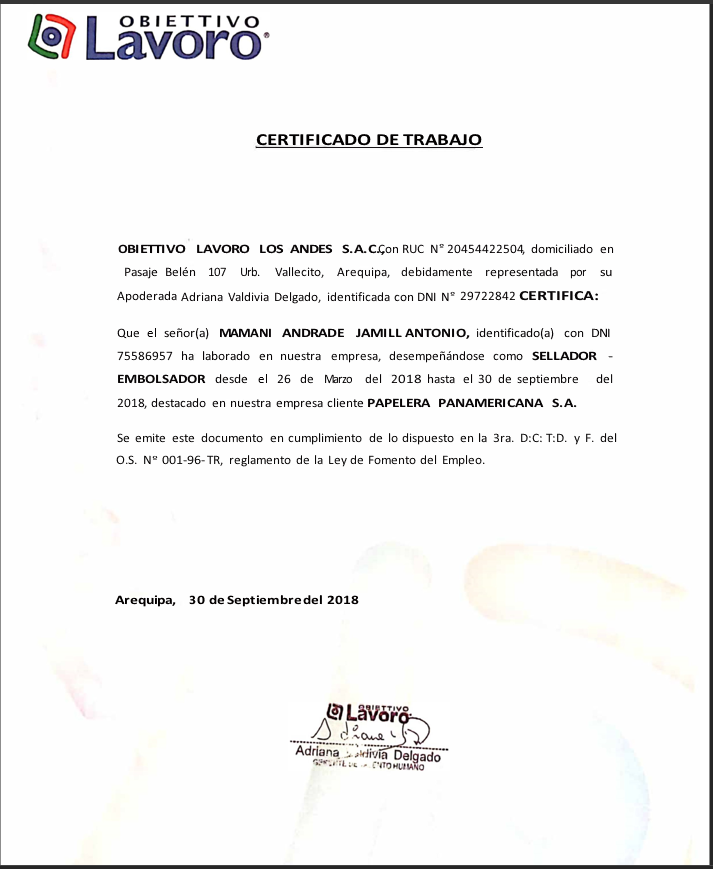 OBIETTIVO
Lavoro
CERTIFICADO DE TRABAJO
OBIETTIVO LAVORO LOS ANDES S.A.C., Con RUC Nº 20454422504, domiciliado en
Pasaje Belén 107 Urb. Vallecito, Arequipa, debidamente representada por su
Apoderada Adriana Valdivia Delgado, identificada con DNI Nº 29722842 CERTIFICA:
Que el señor(a) MAMANI ANDRADE JAMILL ANTONIO, identificado(a) con DNI
75586957 ha laborado en nuestra empresa, desempeñándose como SELLADOR -
EMBOLSADOR desde el 26 de Marzo del 2018 hasta el 30 de septiembre del
2018, destacado en nuestra empresa cliente PAPELERA PANAMERICANA S.A.
Se emite este documento en cumplimiento de lo dispuesto en la 3ra. D:C: T:D. y F. del
O.S. Nº 001-96-TR, reglamento de la Ley de Fomento del Empleo.
Arequipa, 30 de Septiembre del 2018
OBIETTIVO
Lavoro
Adriana Valdivia Delgado